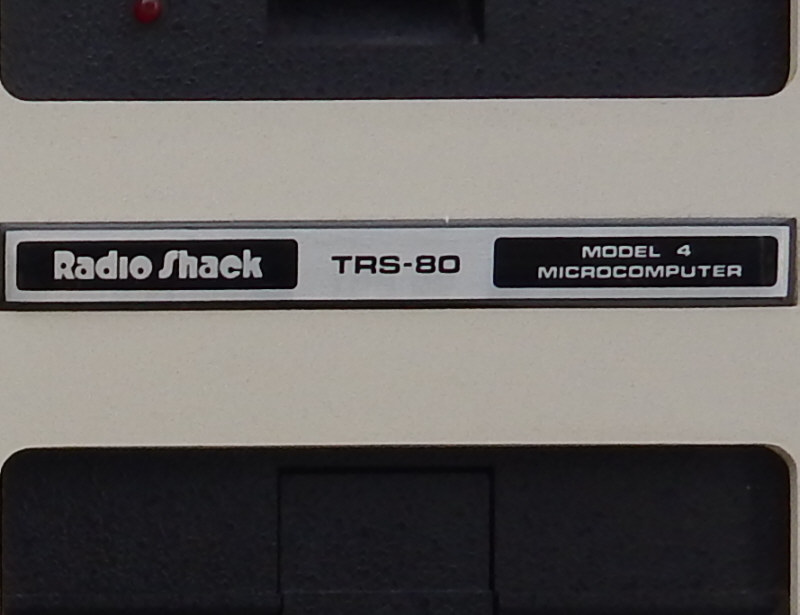 Radio Shack TRS-80 MODEL 4
MICROCOMPUTER